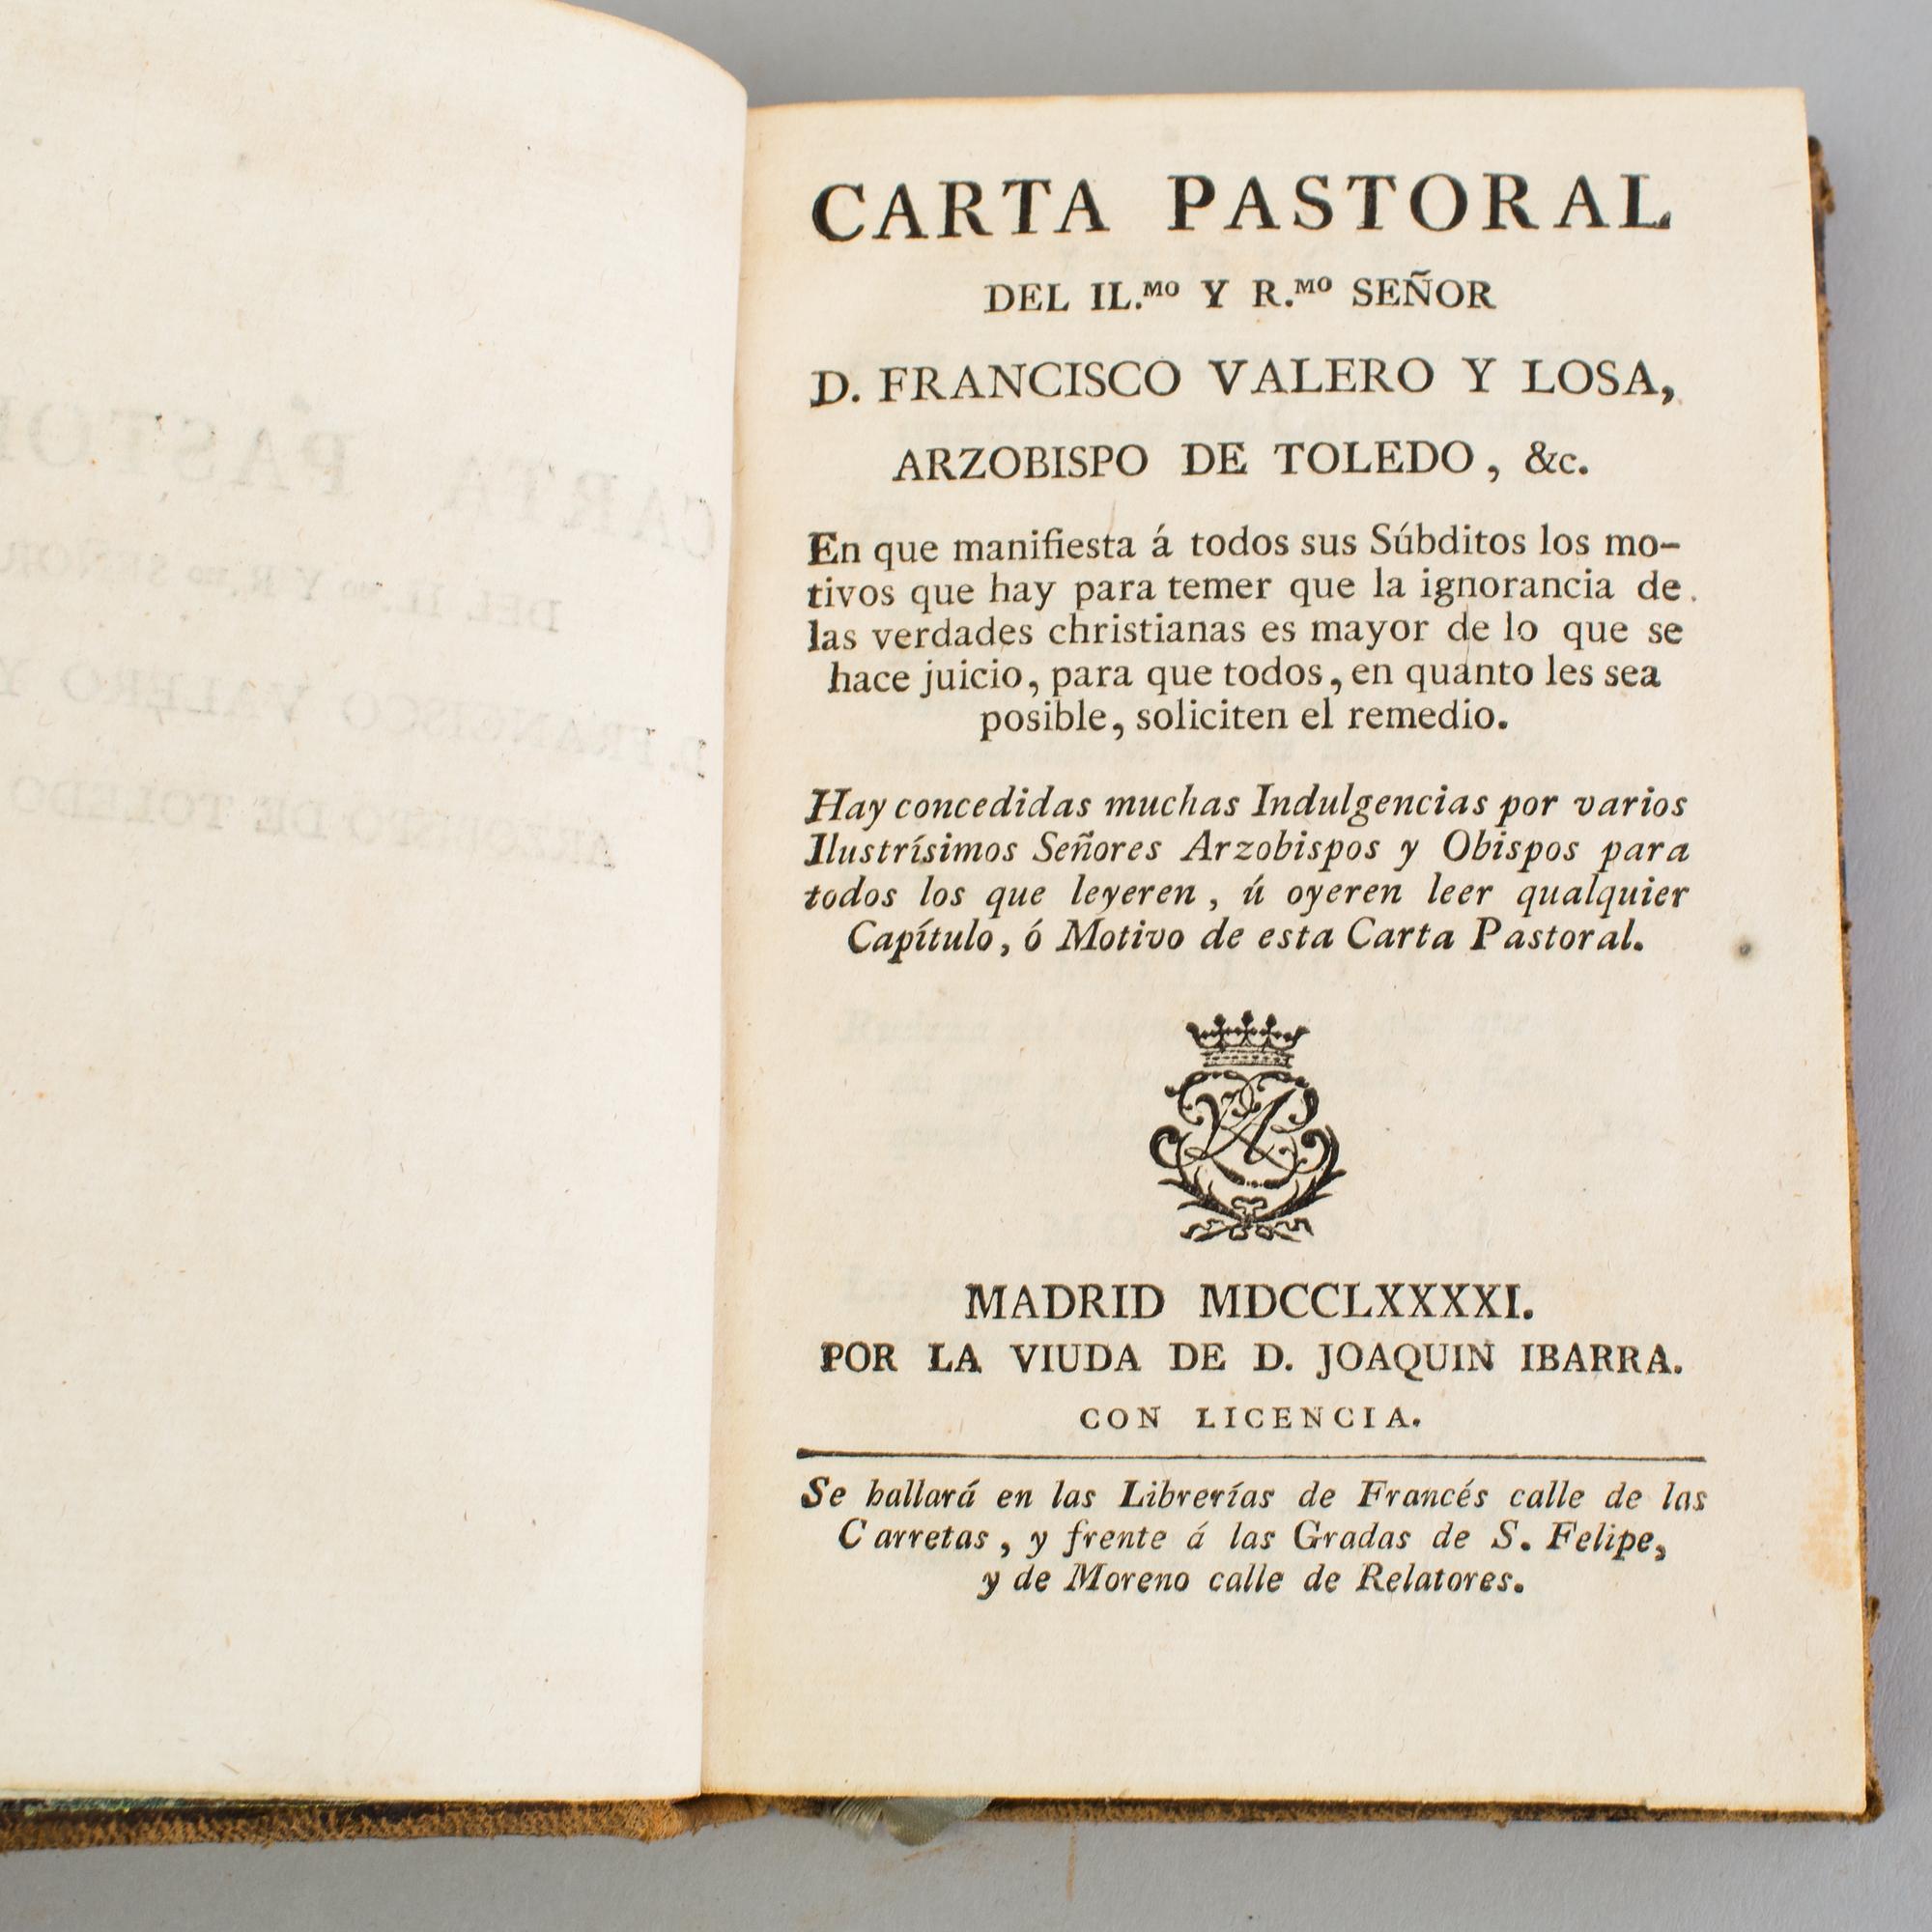 CARTA PASTORAL
DEL IL.MO Y R.MO SEÑOR
D. FRANCISCO VALERO Y LOSA,
ARZOBISPO DE TOLEDO, &c.
En que manifiesta á todos sus Súbditos los mo-
tivos que hay para temer que la ignorancia de
las verdades christianas es mayor de lo que se
hace juicio, para que todos, en quanto les sea
posible, soliciten el remedio.
Hay concedidas muchas Indulgencias por varios
Ilustrísimos Señores Arzobispos y Obispos para
todos los que leyeren, ú oyeren leer qualquier
Capítulo, ó Motivo de esta Carta Pastoral.
MADRID MDCCLXXXXI.
POR LA VIUDA DE D. JOAQUIN IBARRA.
CON LICENCIA.
Se hallará en las Librerías de Francés calle de las
Carretas, y frente á las Gradas de S. Felipe,
y de Moreno calle de Relatores.